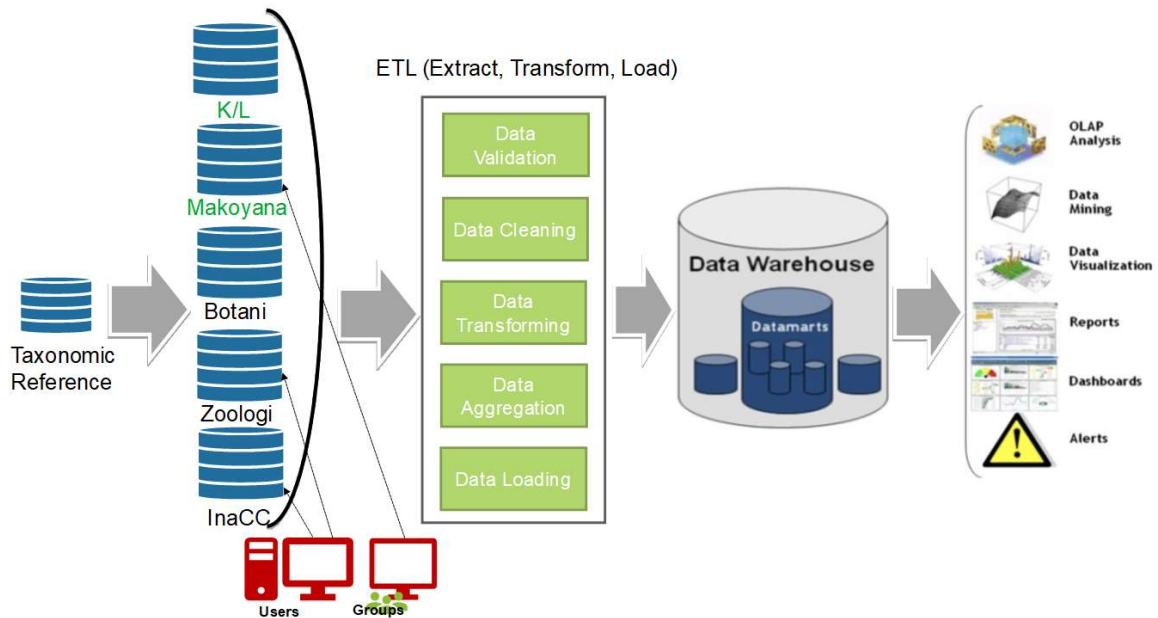 Taxonomic
Reference
K/L
Makoyana
Botani
Zoologi
InaCC
Users
Groups
ETL (Extract, Transform, Load)
Data
Validation
Data Cleaning
Data
Transforming
Data
Aggregation
Data Loading
Data Warehouse
Datamarts
OLAP
Analysis
Data
Mining
Data
Visualization
Reports
Dashboards
Alerts